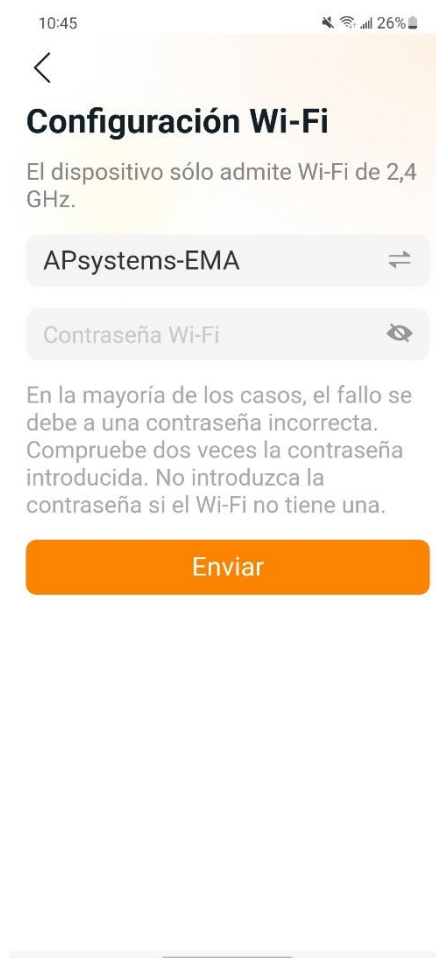 10:45
26%
Configuración Wi-Fi
El dispositivo sólo admite Wi-Fi de 2,4
GHz.
APsystems-EMA
Contraseña Wi-Fi
En la mayoría de los casos, el fallo se
debe a una contraseña incorrecta.
Compruebe dos veces la contraseña
introducida. No introduzca la
contraseña si el Wi-Fi no tiene una.
Enviar